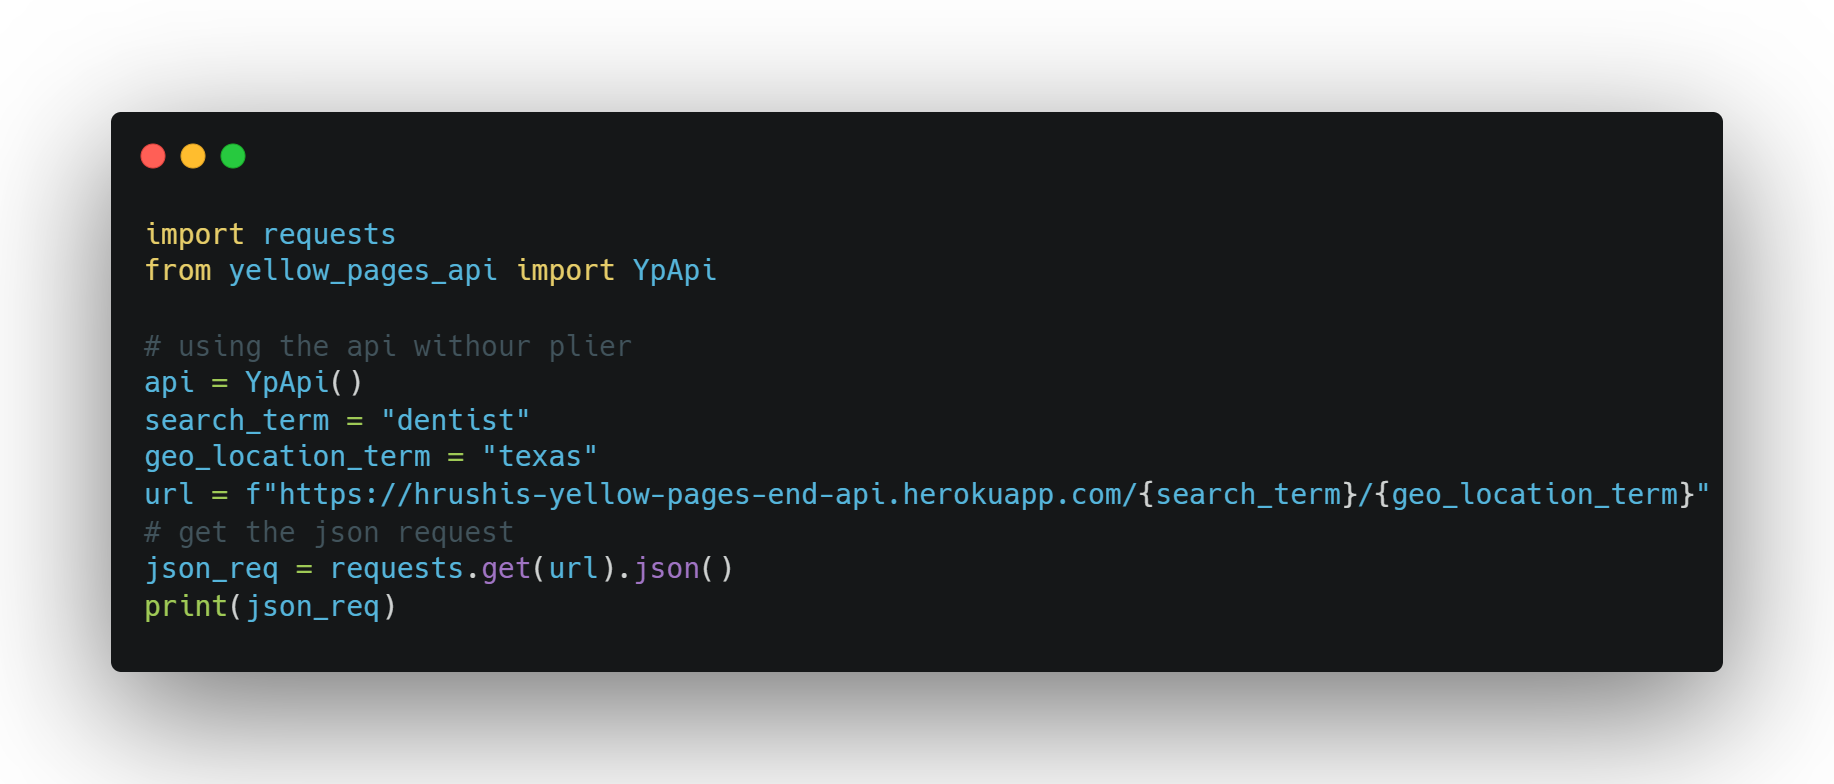 import requests
from yellow_pages_api import YpApi
# using the api withour plier
api = YpApi()
search_term = "dentist"
geo_location_term = "texas"
url = f"https://hrushis-yellow-pages-end-api.herokuapp.com/{search_term}/{geo_location_term}"
# get the json request
json_req = requests.get(url).json()
print(json_req)